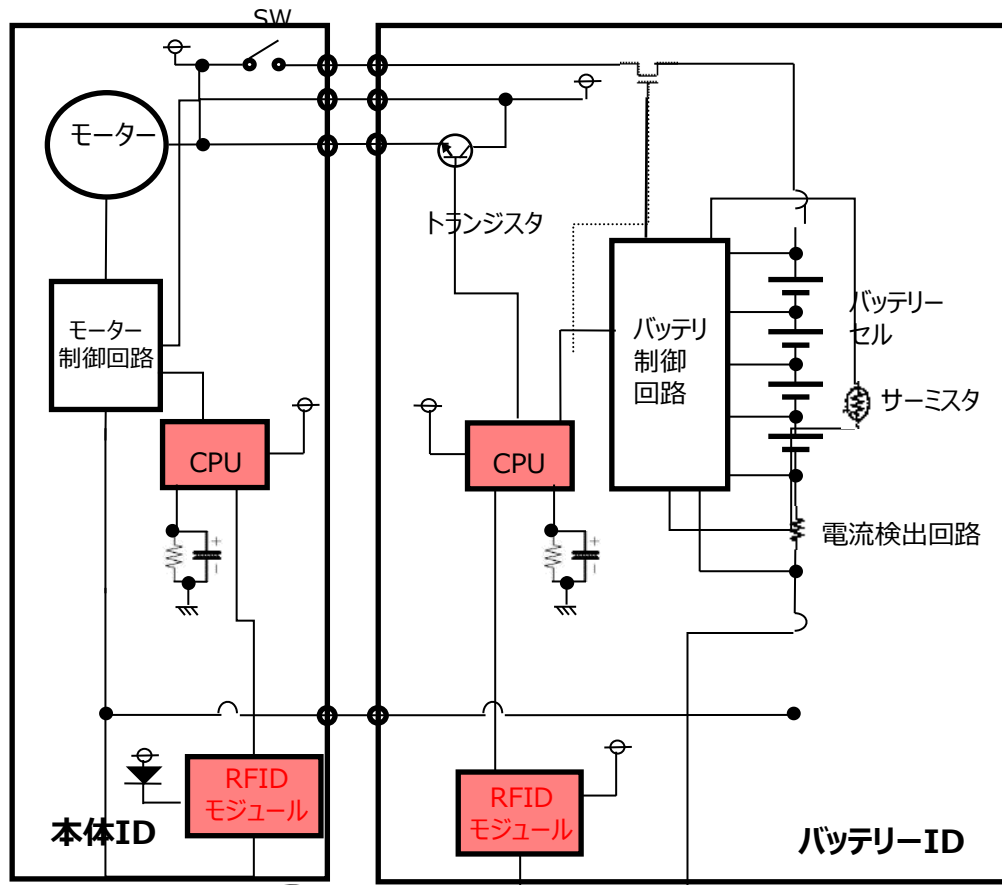 SW
モーター
トランジスタ
モーター
制御回路
バッテリ
制御
回路
バッテリー
セル
サーミスタ
CPU
CPU
電流検出回路
RFID
モジュール
RFID
モジュール
本体ID
バッテリーID